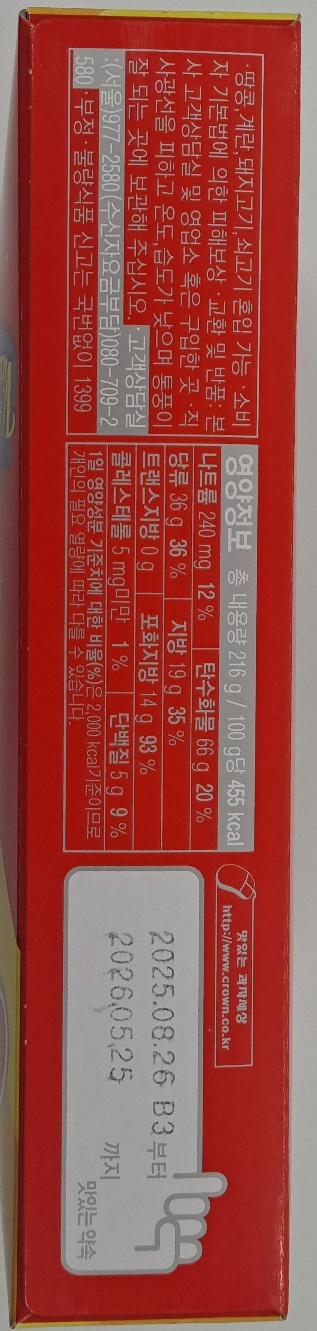 ·땅콩, 계란, 돼지고기, 쇠고기 혼입 가능 ·소비
자 기본법에 의한 피해보상 ·교환 및 반품: 본
사 고객상담실 및 영업소 혹은 구입한 곳 ·직
사광선을 피하고 온도, 습도가 낮으며 통풍이
잘 되는 곳에 보관해 주십시오. ·고객상담실
:(서울)977-2580 (수신자요금부담)080-709-2
580 ·부정·불량식품 신고는 국번없이 1399
영양정보 총 내용량 216 g / 100 g당 455 kcal
나트륨 240 mg 12 % 탄수화물 66 g 20 %
당류 36 g 36 % 지방 19 g 35 %
트랜스지방 0 g 포화지방 14 g 93 %
콜레스테롤 5 mg미만 1 % 단백질 5 g 9 %
1일 영양성분 기준치에 대한 비율(%)은 2,000 kcal기준이므로
개인의 필요 열량에 따라 다를 수 있습니다.
맛있는 과자세상
http://www.crown.co.kr
2025.08.26 B3 부터
2026.05.25 까지
맛있는 약속